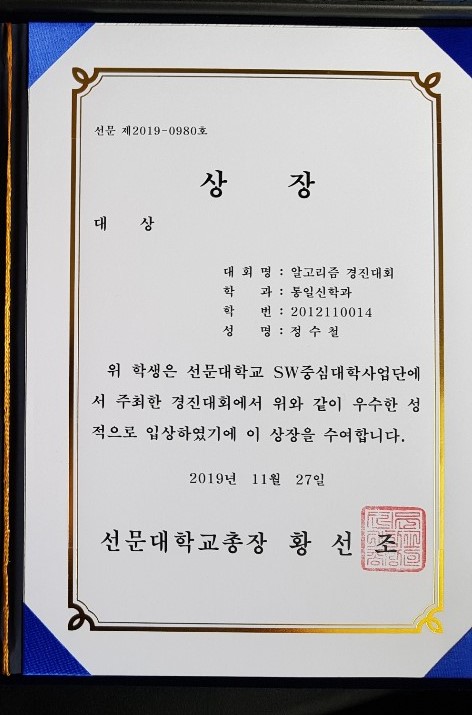 선문 제2019-0980호
상 장
대 상
대 회 명 : 알고리즘 경진대회
학 과 : 통일신학과
학 번 : 2012110014
성 명 : 정 수 철
위 학생은 선문대학교 SW중심대학사업단에
서 주최한 경진대회에서 위와 같이 우수한 성
적으로 입상하였기에 이 상장을 수여합니다.
2019년 11월 27일
선문대학교총장 황 선 조